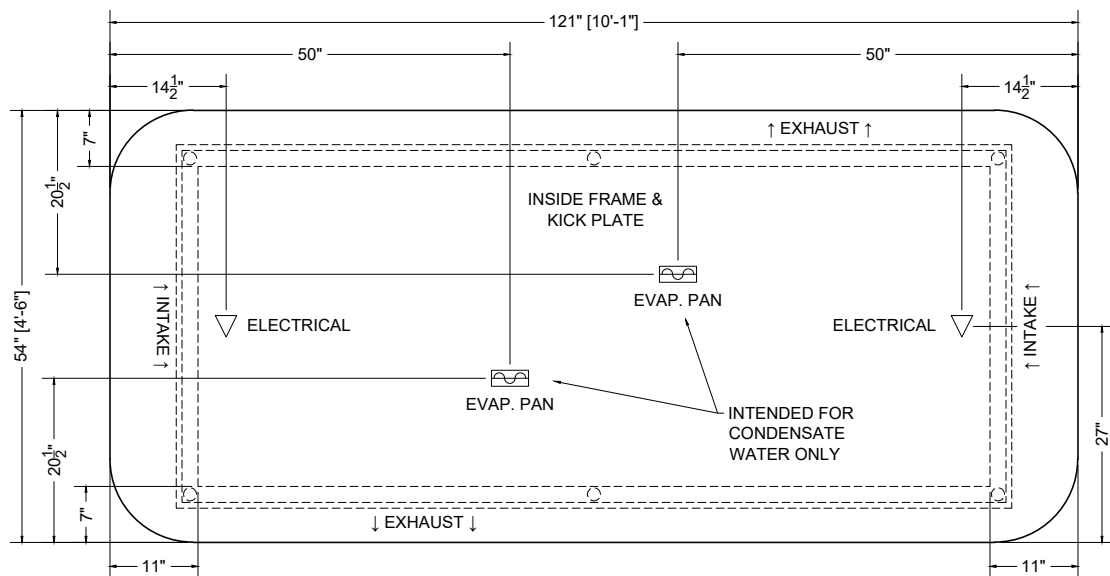 121" [10'-1"]
50"
50"
14½"
14½"
7"
↑ EXHAUST ↑
20½"
INSIDE FRAME &
KICK PLATE
54" [4'-6"]
↑ INTAKE ↑
EVAP. PAN
ELECTRICAL
ELECTRICAL
↑ INTAKE ↑
EVAP. PAN
INTENDED FOR
CONDENSATE
WATER ONLY
27"
20½"
7"
↓ EXHAUST ↓
11"
11"